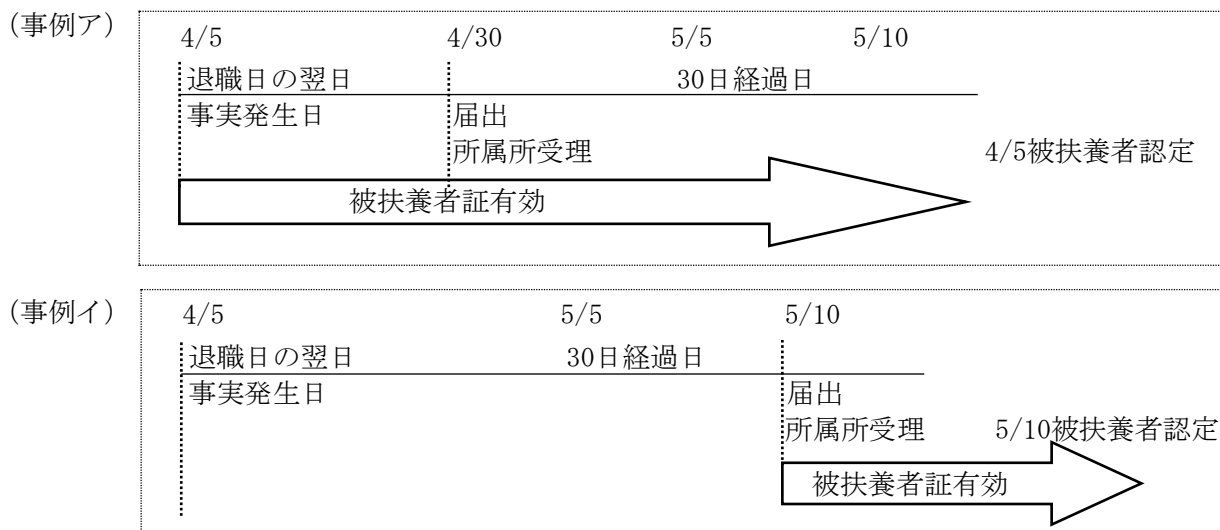 （事例ア）
4/5 4/30 5/5 5/10
退職日の翌日 30日経過日
事実発生日 届出
所属所受理 4/5被扶養者認定
被扶養者証有効
（事例イ）
4/5 5/5 5/10
退職日の翌日 30日経過日
事実発生日 届出
所属所受理 5/10被扶養者認定
被扶養者証有効